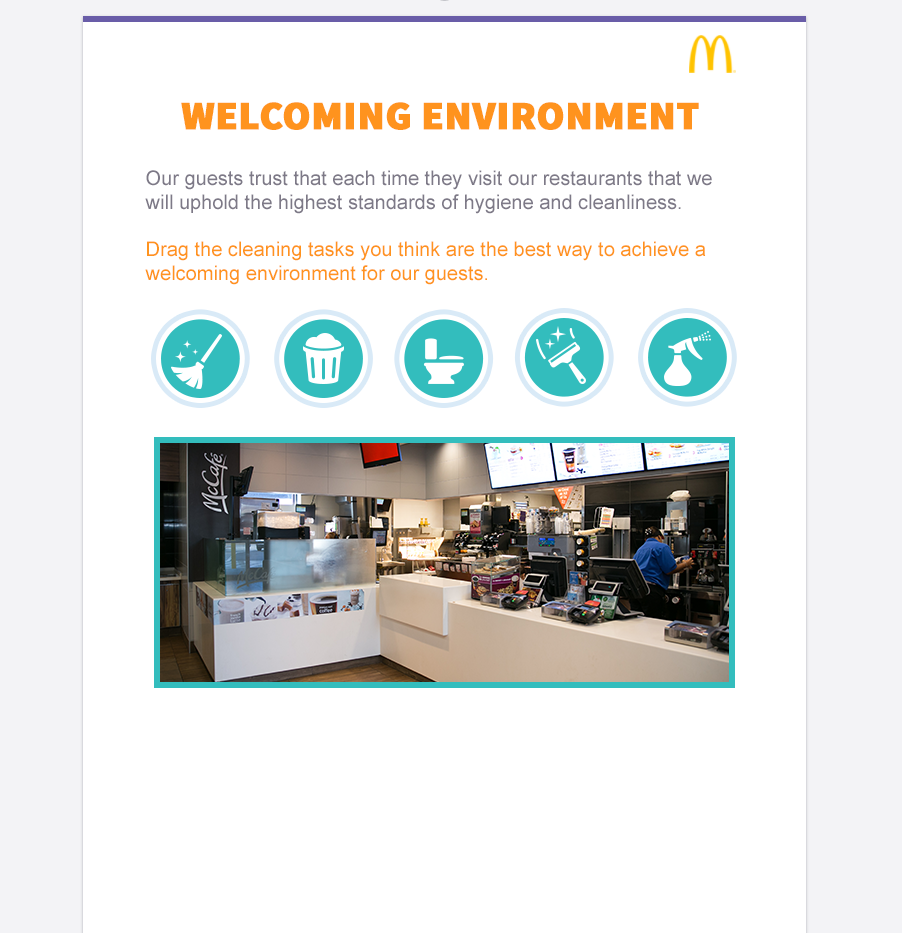 WELCOMING ENVIRONMENT
Our guests trust that each time they visit our restaurants that we
will uphold the highest standards of hygiene and cleanliness.
Drag the cleaning tasks you think are the best way to achieve a
welcoming environment for our guests.
McCafé
coffee